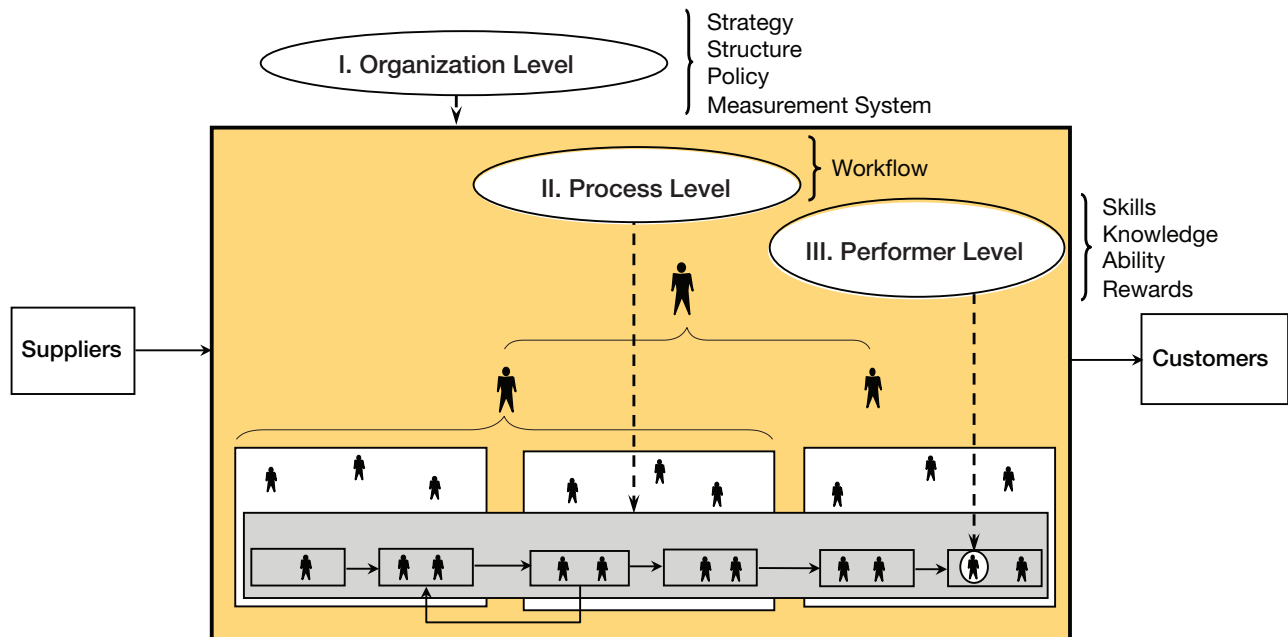 I. Organization Level
Strategy
Structure
Policy
Measurement System
II. Process Level
Workflow
III. Performer Level
Skills
Knowledge
Ability
Rewards
Suppliers
Customers